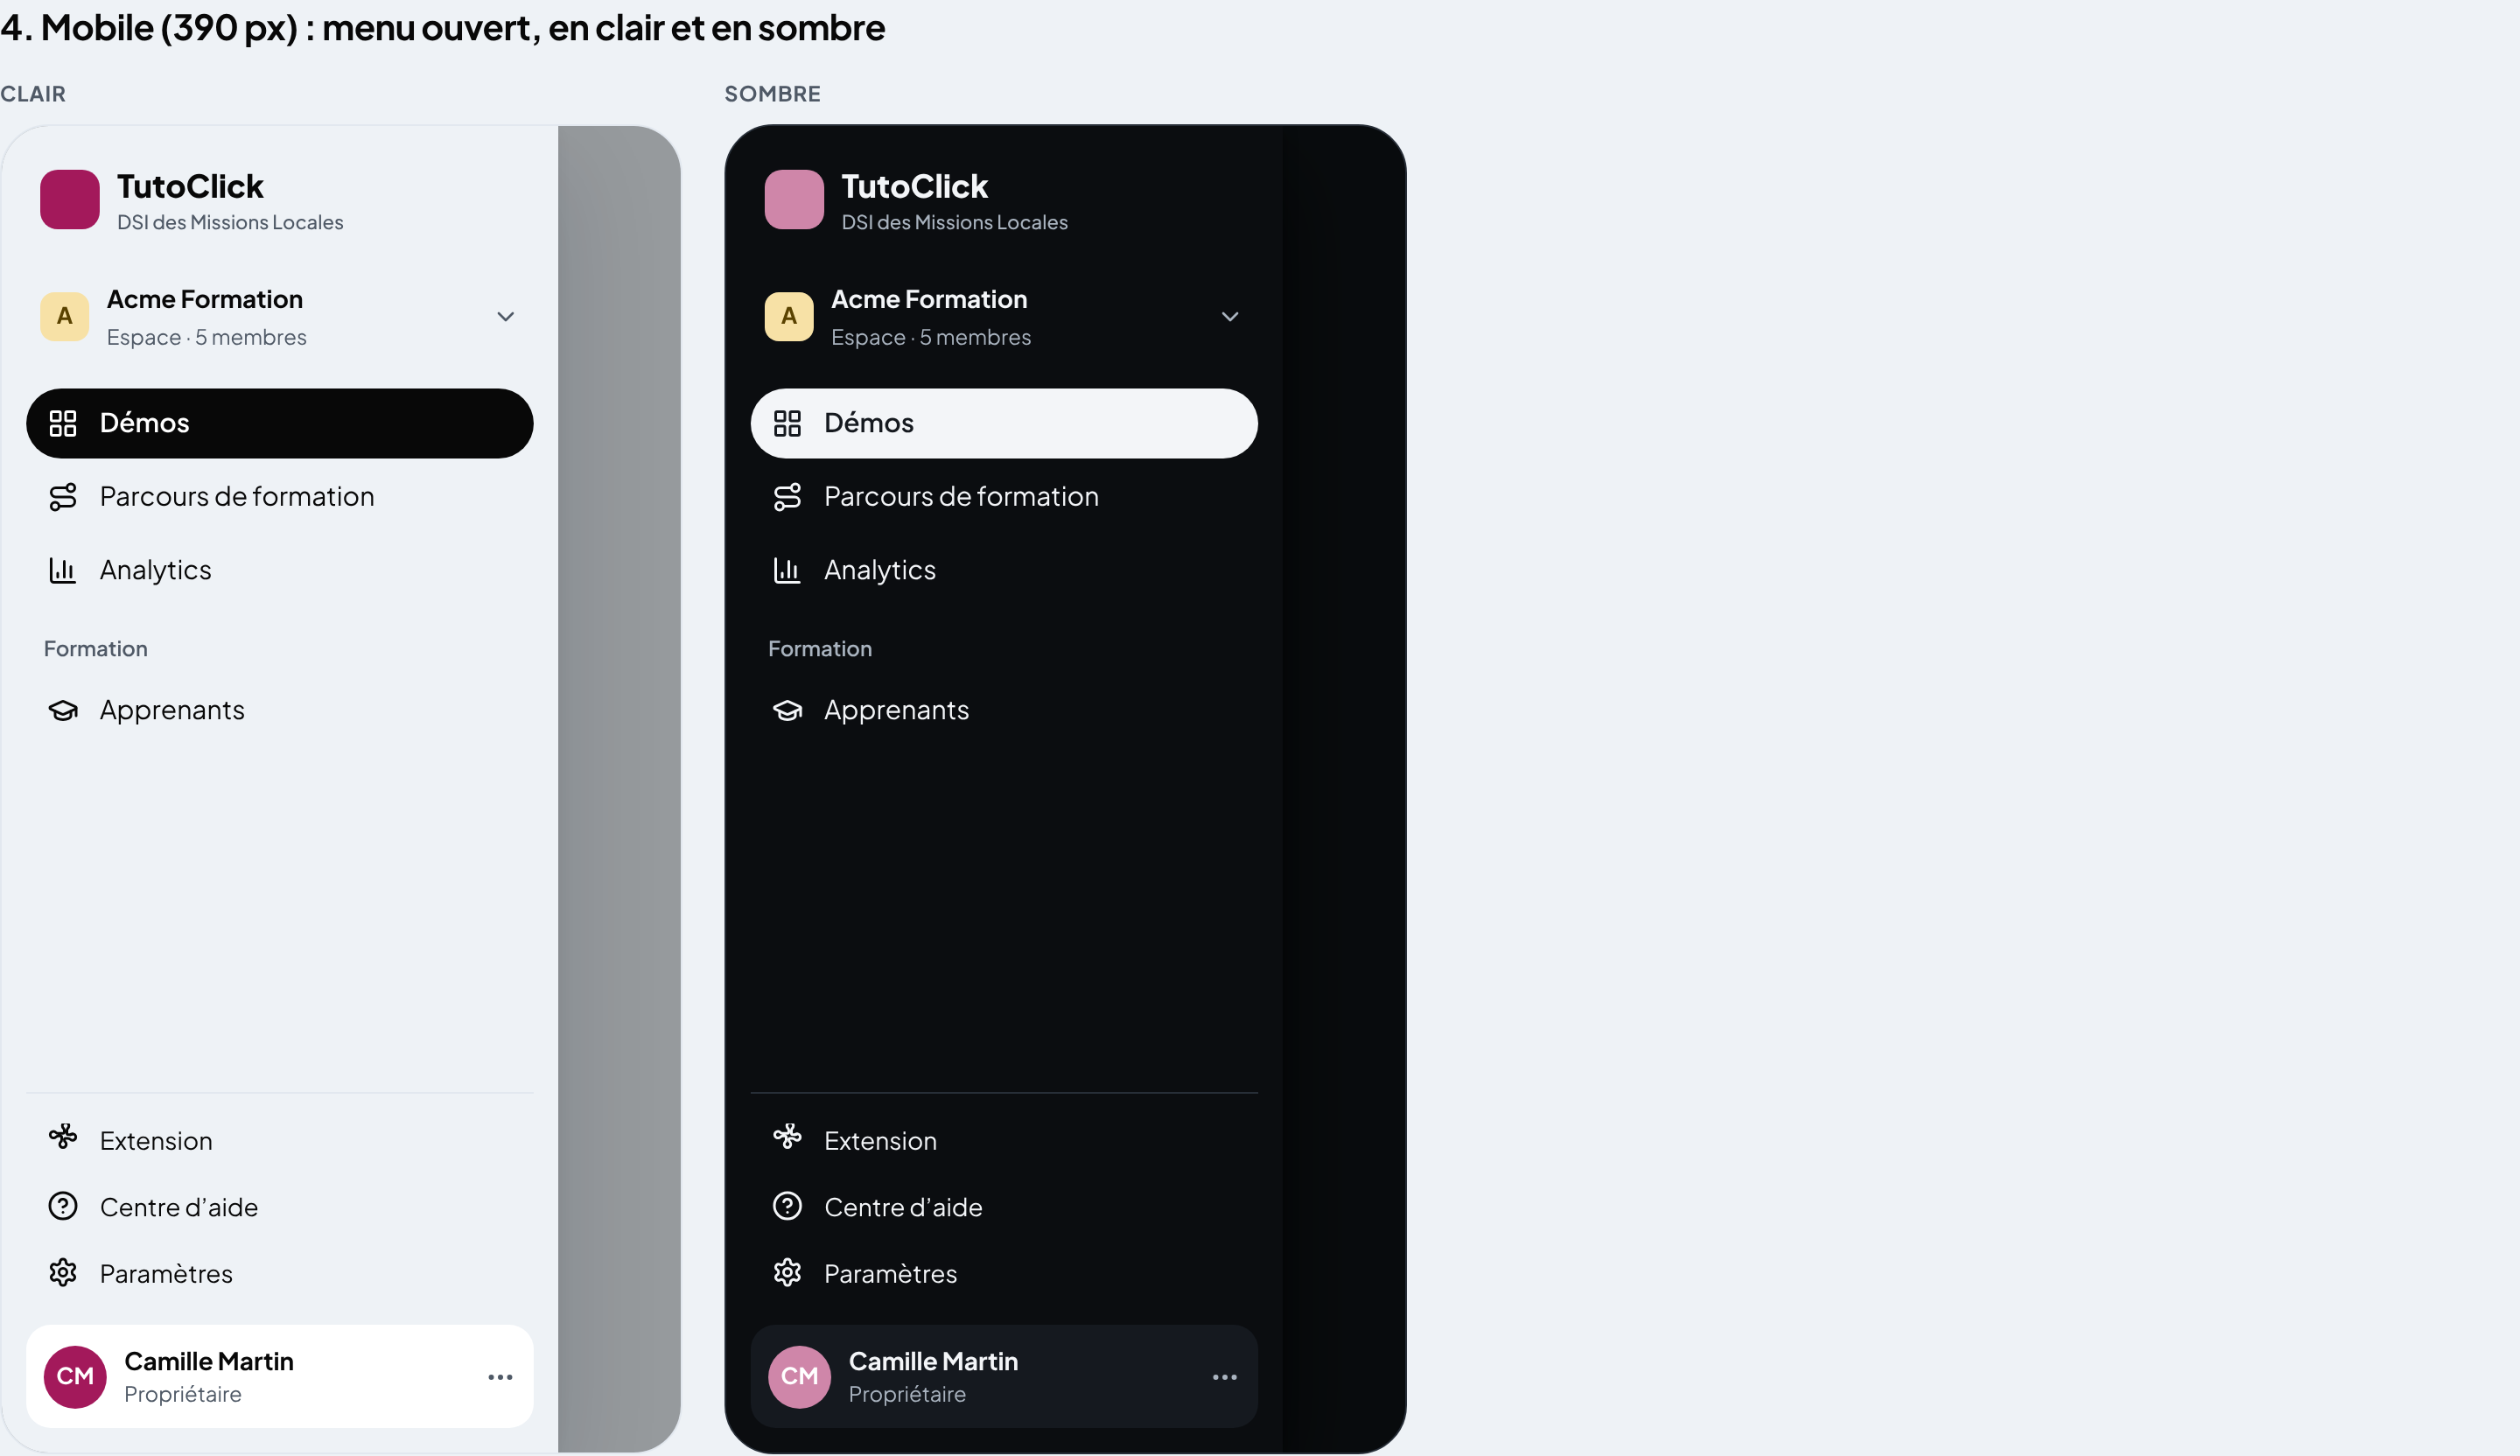 4. Mobile (390 px) : menu ouvert, en clair et en sombre
CLAIR
TutoClick
DSI des Missions Locales
A
Acme Formation
Espace · 5 membres
Démos
Parcours de formation
Analytics
Formation
Apprenants
Extension
Centre d’aide
Paramètres
CM
Camille Martin
Propriétaire
SOMBRE
TutoClick
DSI des Missions Locales
A
Acme Formation
Espace · 5 membres
Démos
Parcours de formation
Analytics
Formation
Apprenants
Extension
Centre d’aide
Paramètres
CM
Camille Martin
Propriétaire